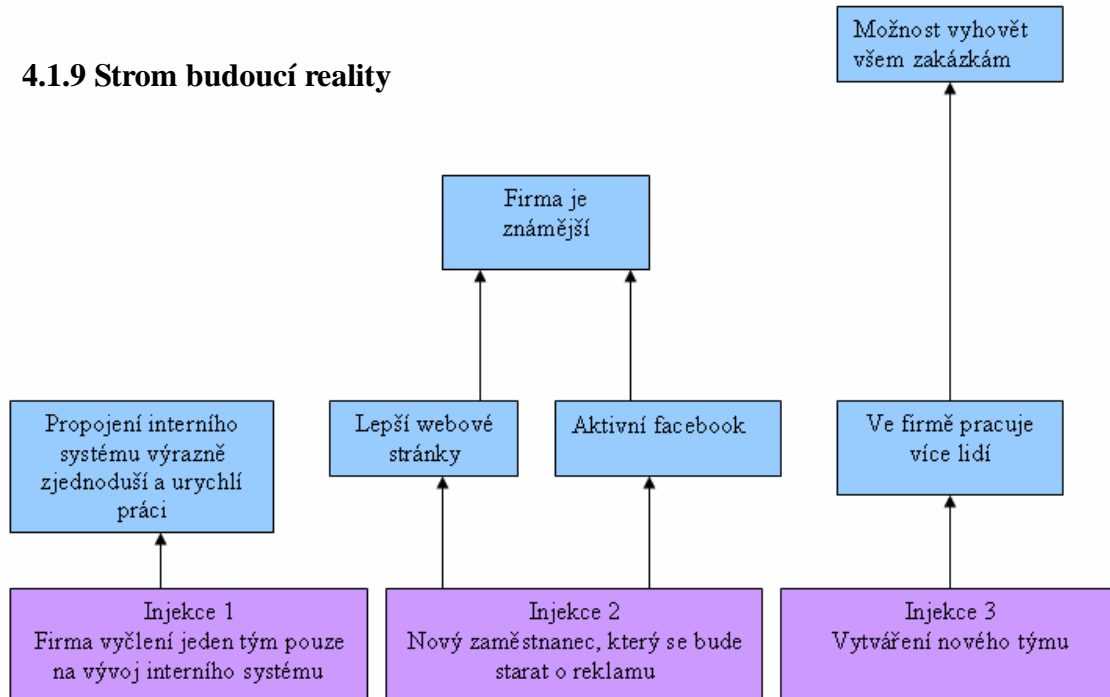 4.1.9 Strom budoucí reality
Možnost vyhovět
všem zakázkám
Firma je
známější
Propojení interního
systému výrazně
zjednoduší a urychlí
práci
Lepší webové
stránky
Aktivní facebook
Ve firmě pracuje
více lidí
Injekce 1
Firma vyčlení jeden tým pouze
na vývoj interního systému
Injekce 2
Nový zaměstnanec, který se bude
starat o reklamu
Injekce 3
Vytváření nového týmu